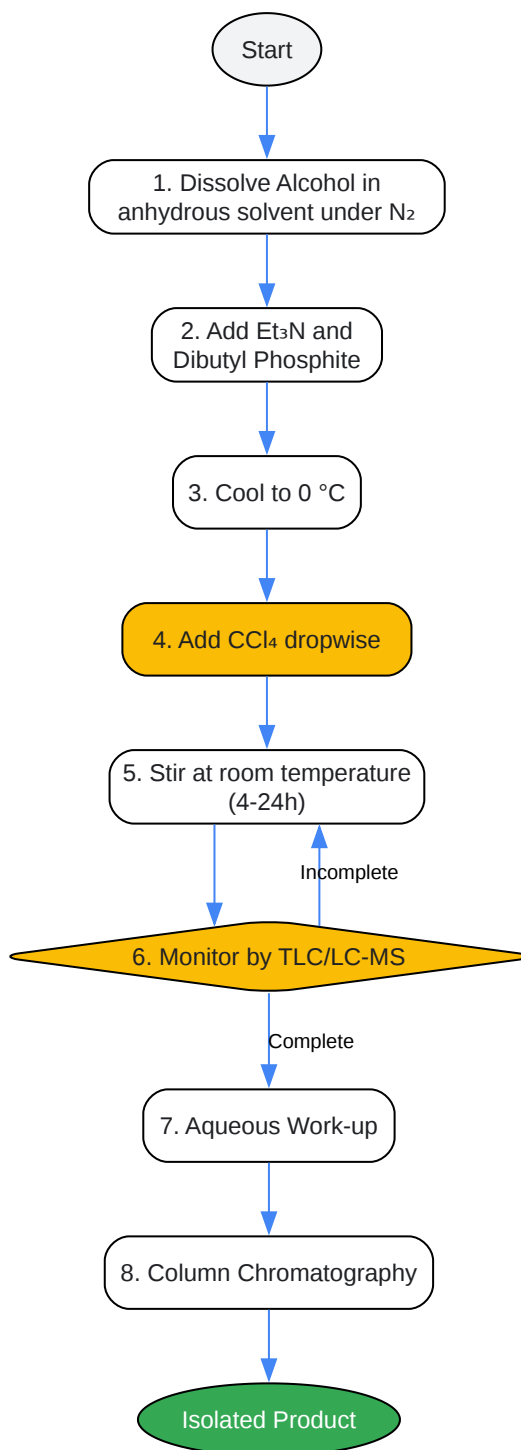 Start
1. Dissolve Alcohol in
anhydrous solvent under N₂
2. Add Et₃N and
Dibutyl Phosphite
3. Cool to 0 °C
4. Add CCl₄ dropwise
5. Stir at room temperature
(4-24h)
Incomplete
6. Monitor by TLC/LC-MS
Complete
7. Aqueous Work-up
8. Column Chromatography
Isolated Product